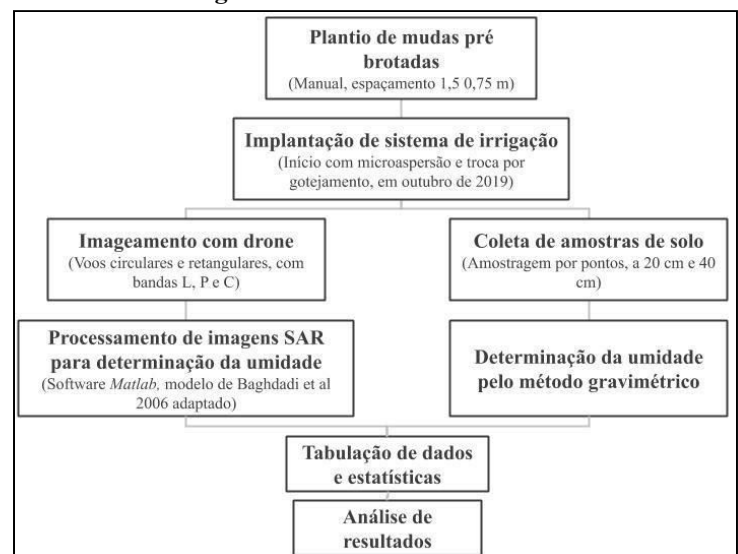 Plantio de mudas pré
brotadas
(Manual, espaçamento 1,5 0,75 m)
Implantação de sistema de irrigação
(Início com microaspersão e troca por
gotejamento, em outubro de 2019)
Imageamento com drone
(Voos circulares e retangulares, com
bandas L, P e C)
Coleta de amostras de solo
(Amostragem por pontos, a 20 cm e 40
cm)
Processamento de imagens SAR
para determinação da umidade
(Software Matlab, modelo de Baghdadi et al
2006 adaptado)
Determinação da umidade
pelo método gravimétrico
Tabulação de dados
e estatísticas
Análise de
resultados